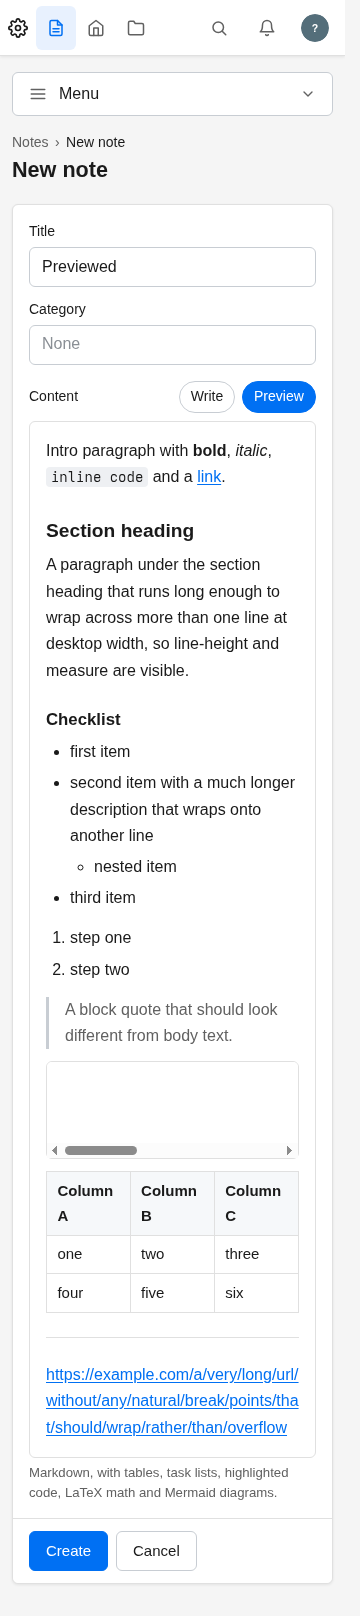 ?
Menu
Notes › New note
New note
Title
Previewed
Category
None
Content Write Preview
Intro paragraph with bold, italic,
inline code and a link.
Section heading
A paragraph under the section
heading that runs long enough to
wrap across more than one line at
desktop width, so line-height and
measure are visible.
Checklist
first item
second item with a much longer
description that wraps onto
another line
nested item
third item
1. step one
2. step two
A block quote that should look
different from body text.
Column A Column B Column C
one two three
four five six
https://example.com/a/very/long/url/
without/any/natural/break/points/tha
t/should/wrap/rather/than/overflow
Markdown, with tables, task lists, highlighted
code, LaTeX math and Mermaid diagrams.
Create Cancel